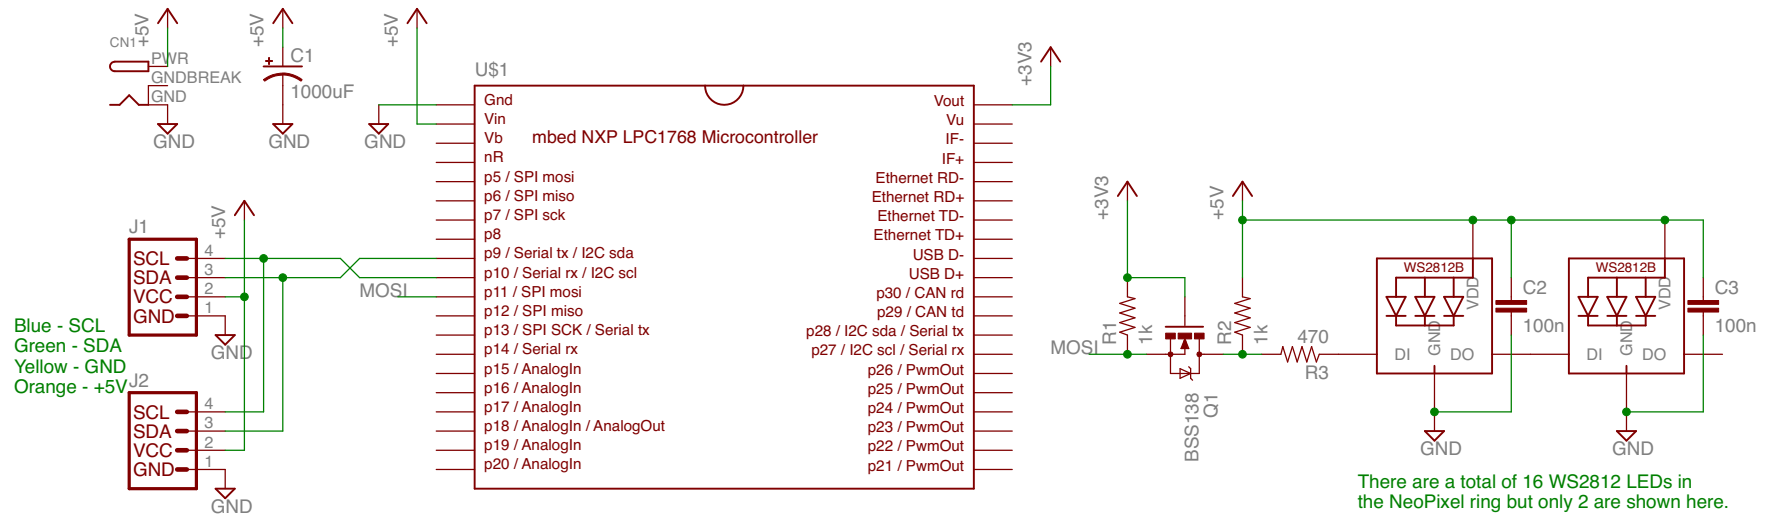 CN1
+5V
PWR
GNDBREAK
GND
GND
+5V
C1
1000uF
GND
+5V
GND
U$1
mbed NXP LPC1768 Microcontroller
Gnd
Vin
Vb
nR
p5 / SPI mosi
p6 / SPI miso
p7 / SPI sck
p8
p9 / Serial tx / I2C sda
p10 / Serial rx / I2C scl
p11 / SPI mosi
p12 / SPI miso
p13 / SPI SCK / Serial tx
p14 / Serial rx
p15 / AnalogIn
p16 / AnalogIn
p17 / AnalogIn
p18 / AnalogIn / AnalogOut
p19 / AnalogIn
p20 / AnalogIn
Vout
Vu
IF-
IF+
Ethernet RD-
Ethernet RD+
Ethernet TD-
Ethernet TD+
USB D-
USB D+
p30 / CAN rd
p29 / CAN td
p28 / I2C sda / Serial tx
p27 / I2C scl / Serial rx
p26 / PwmOut
p25 / PwmOut
p24 / PwmOut
p23 / PwmOut
p22 / PwmOut
p21 / PwmOut
+3V3
MOSI
+5V
J1
SCL 4
SDA 3
VCC 2
GND 1
GND
Blue - SCL
Green - SDA
Yellow - GND
Orange - +5V
J2
SCL 4
SDA 3
VCC 2
GND 1
GND
+3V3
R1
1k
MOSI
BSS138
Q1
+5V
R2
1k
470
R3
WS2812B
VDD
GND
DI
DO
GND
C2
100n
WS2812B
VDD
GND
DI
DO
GND
C3
100n
There are a total of 16 WS2812 LEDs in
the NeoPixel ring but only 2 are shown here.